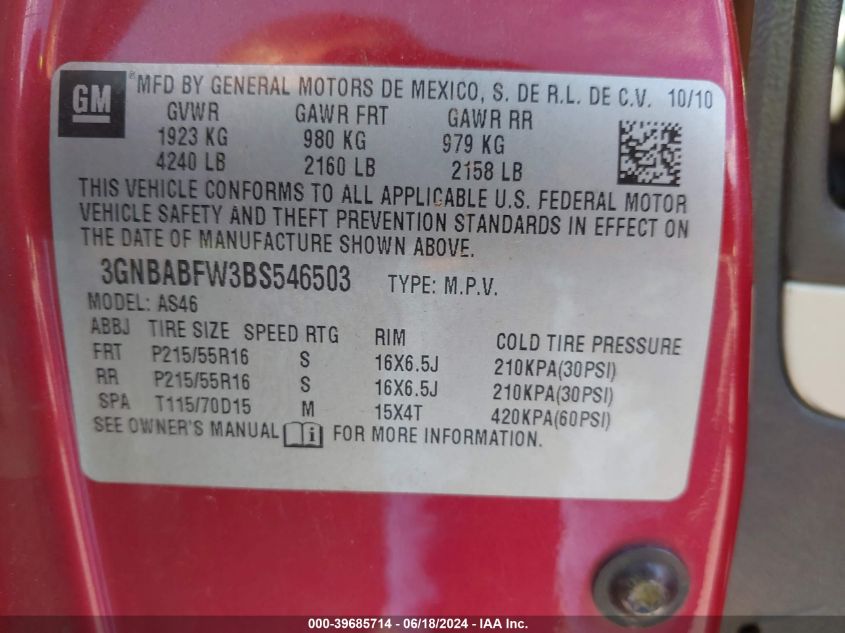 GM ® MFD BY GENERAL MOTORS DE MEXICO, S. DE R.L. DE C.V. 10/10
GVWR GAWR FRT GAWR RR
1923 KG 980 KG 979 KG
4240 LB 2160 LB 2158 LB
THIS VEHICLE CONFORMS TO ALL APPLICABLE U.S. FEDERAL MOTOR
VEHICLE SAFETY AND THEFT PREVENTION STANDARDS IN EFFECT ON
THE DATE OF MANUFACTURE SHOWN ABOVE.
3GNBABFW3BS546503 TYPE: M.P.V.
MODEL: AS46
ABBJ TIRE SIZE SPEED RTG RIM COLD TIRE PRESSURE
FRT P215/55R16 S 16X6.5J 210KPA(30PSI)
RR P215/55R16 S 16X6.5J 210KPA(30PSI)
SPA T115/70D15 M 15X4T 420KPA(60PSI)
SEE OWNER'S MANUAL i FOR MORE INFORMATION.
000-39685714 - 06/18/2024 - IAA Inc.